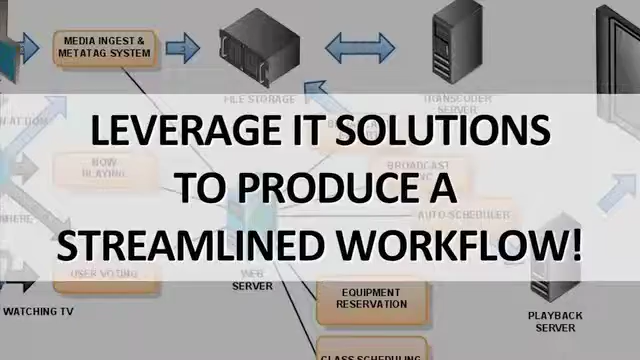 MEDIA INGEST &
METATAG SYSTEM
FILE STORAGE
TRANSCODER
SERVER
LEVERAGE IT SOLUTIONS
TO PRODUCE A
STREAMLINED WORKFLOW!
NOW
PLAYING
BROADCAST
AUTO-SCHEDULER
USER VOTING
WEB
SERVER
WATCHING TV
EQUIPMENT
RESERVATION
PLAYBACK
SERVER
CLASS SCHEDULING